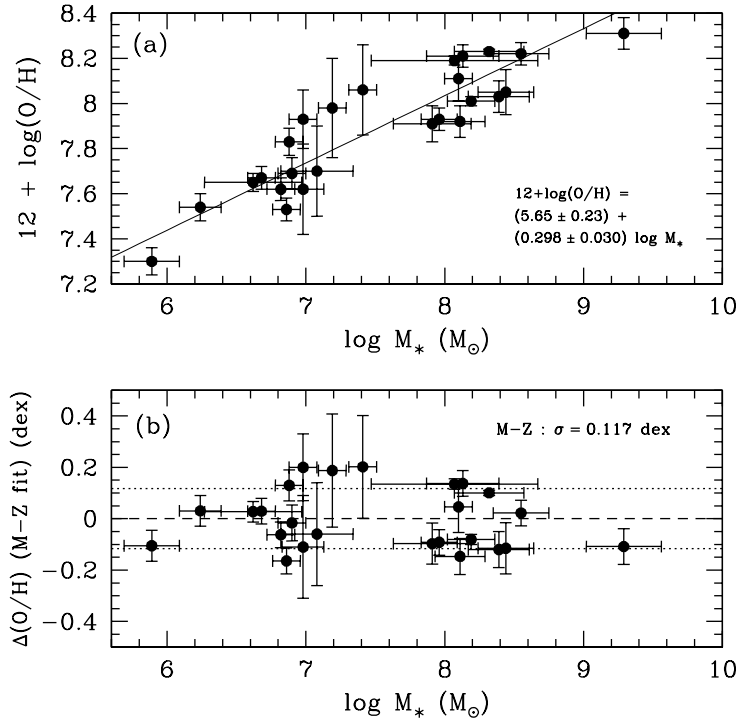 8.4
(a)
8.2
8
7.8
7.6
7.4
7.2
12 + log(O/H)
12+log(O/H) =
(5.65 ± 0.23) +
(0.298 ± 0.030) log M*
6 7 8 9 10
log M* (M⊙)
(b)
M-Z : σ = 0.117 dex
0.4
0.2
0
−0.2
−0.4
Δ(O/H) (M-Z fit) (dex)
6 7 8 9 10
log M* (M⊙)